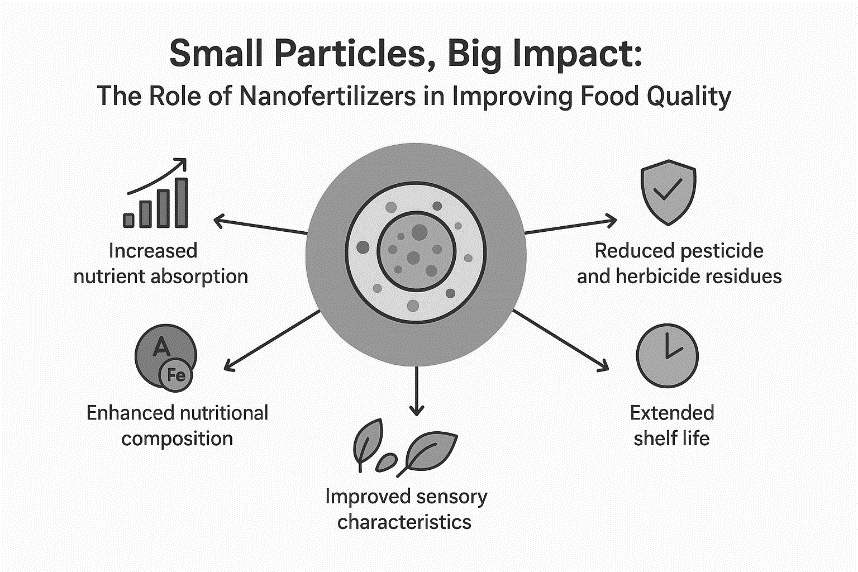 Small Particles, Big Impact:
The Role of Nanofertilizers in Improving Food Quality
Increased
nutrient absorption
Reduced pesticide
and herbicide residues
A
Fe
Enhanced nutritional
composition
Extended
shelf life
Improved sensory
characteristics